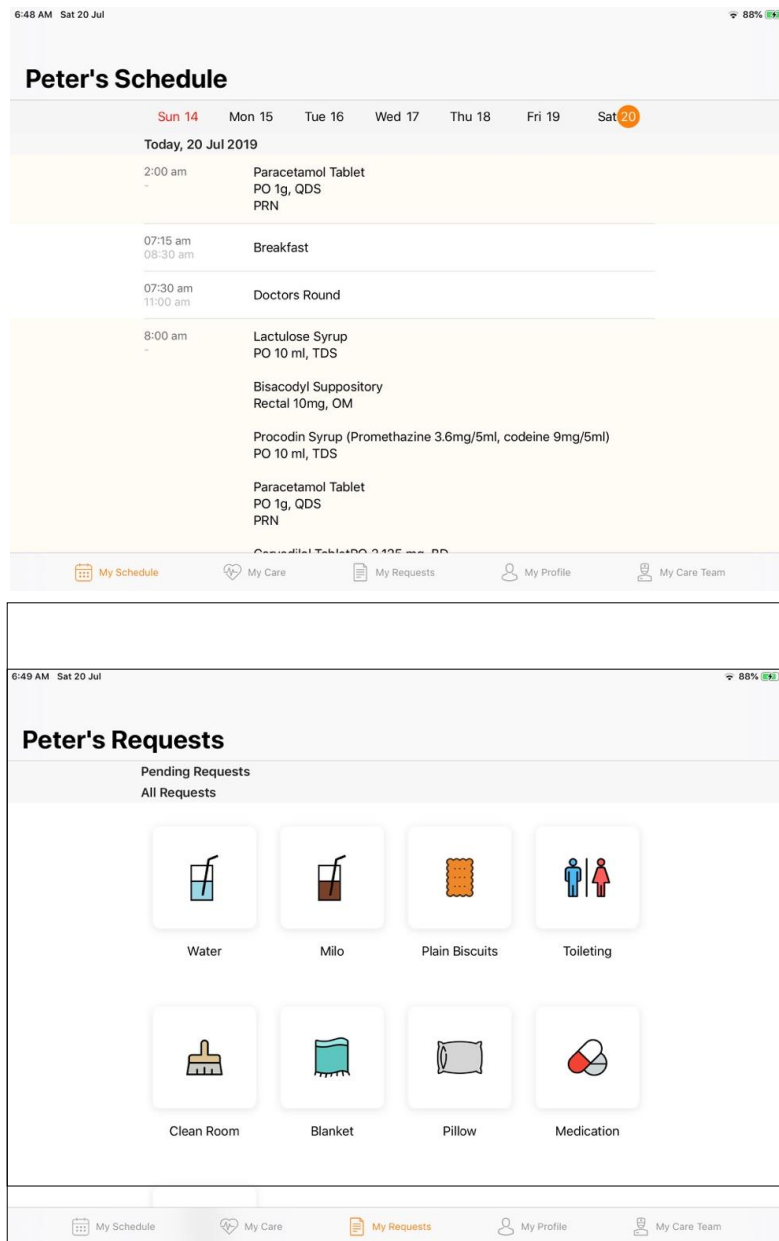 6:48 AM Sat 20 Jul 88%
Peter's Schedule
Sun 14 Mon 15 Tue 16 Wed 17 Thu 18 Fri 19 Sat 20
Today, 20 Jul 2019
2:00 am Paracetamol Tablet
- PO 1g, QDS
PRN
07:15 am
08:30 am
Breakfast
07:30 am
11:00 am
Doctors Round
8:00 am Lactulose Syrup
- PO 10 ml, TDS
Bisacodyl Suppository
Rectal 10mg, OM
Procodin Syrup (Promethazine 3.6mg/5ml, codeine 9mg/5ml)
PO 10 ml, TDS
Paracetamol Tablet
PO 1g, QDS
PRN
Carvedilol TabletPO 3.125 mg, BD
My Schedule My Care My Requests My Profile My Care Team
6:49 AM Sat 20 Jul 88%
Peter's Requests
Pending Requests
All Requests
Water Milo Plain Biscuits Toileting
Clean Room Blanket Pillow Medication
My Schedule My Care My Requests My Profile My Care Team